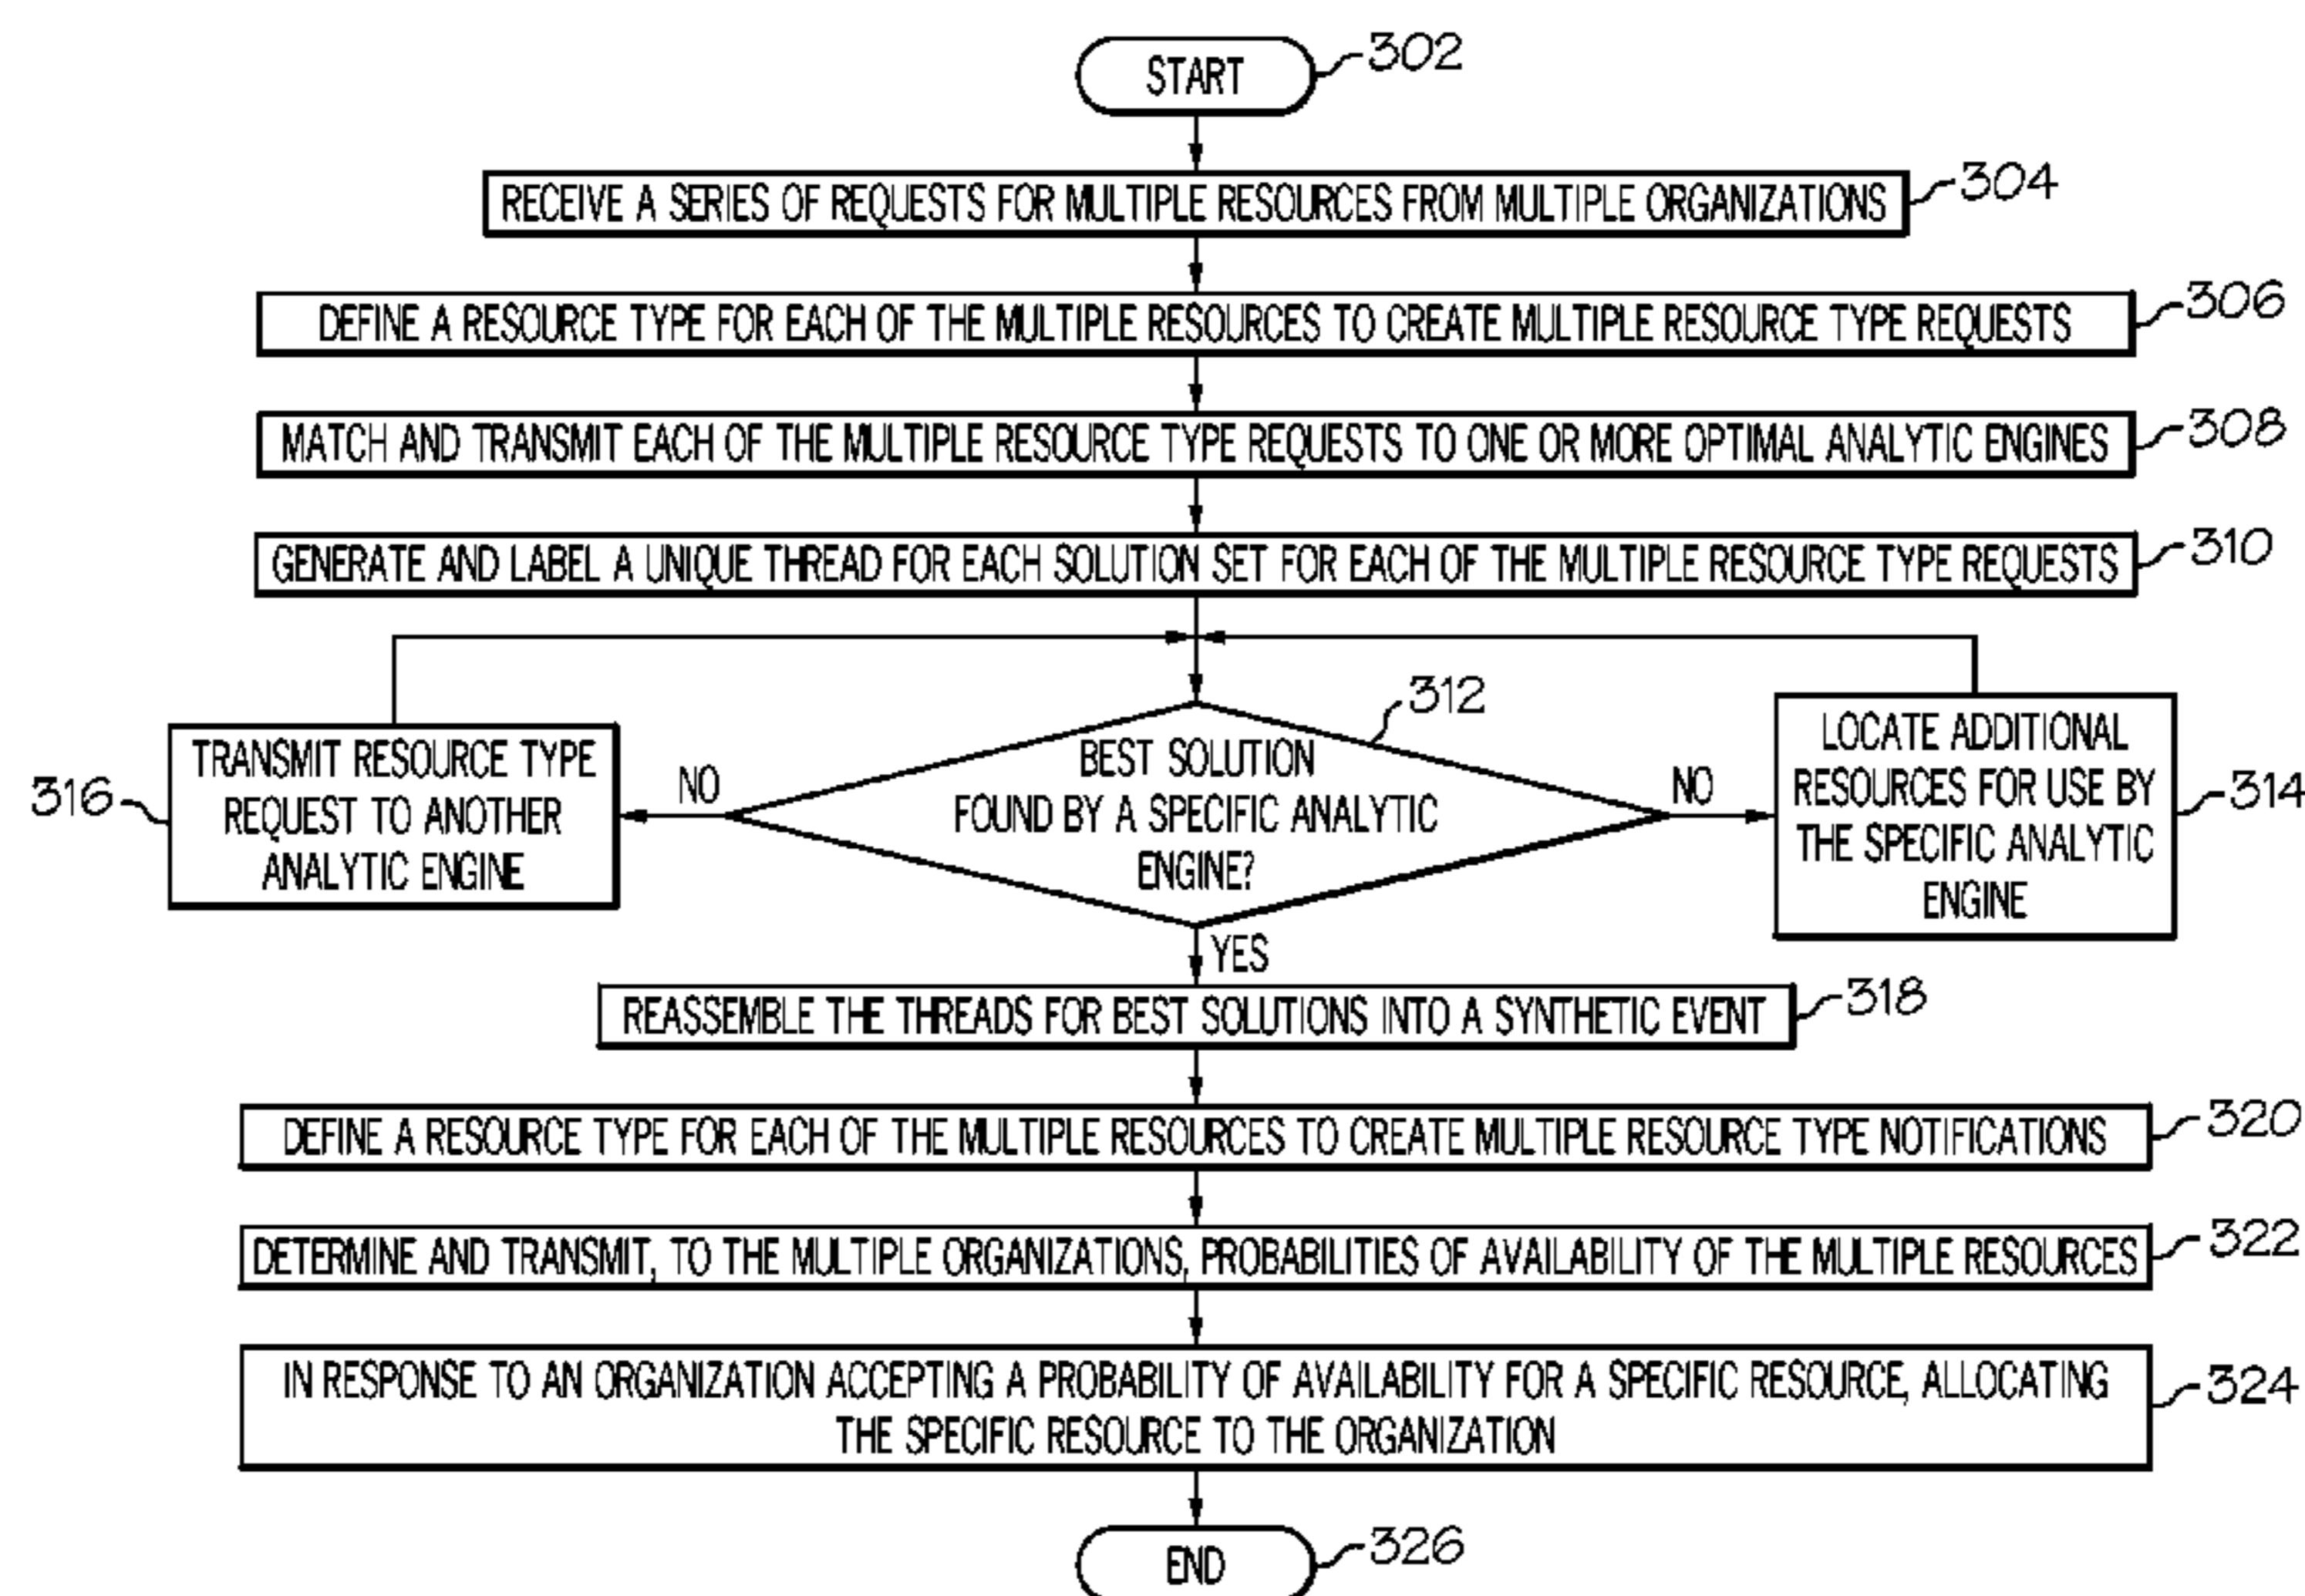 START
302
RECEIVE A SERIES OF REQUESTS FOR MULTIPLE RESOURCES FROM MULTIPLE ORGANIZATIONS
304
DEFINE A RESOURCE TYPE FOR EACH OF THE MULTIPLE RESOURCES TO CREATE MULTIPLE RESOURCE TYPE REQUESTS
306
MATCH AND TRANSMIT EACH OF THE MULTIPLE RESOURCE TYPE REQUESTS TO ONE OR MORE OPTIMAL ANALYTIC ENGINES
308
GENERATE AND LABEL A UNIQUE THREAD FOR EACH SOLUTION SET FOR EACH OF THE MULTIPLE RESOURCE TYPE REQUESTS
310
312
BEST SOLUTION
FOUND BY A SPECIFIC ANALYTIC
ENGINE?
NO
316
TRANSMIT RESOURCE TYPE
REQUEST TO ANOTHER
ANALYTIC ENGINE
NO
LOCATE ADDITIONAL
RESOURCES FOR USE BY
THE SPECIFIC ANALYTIC
ENGINE
314
YES
REASSEMBLE THE THREADS FOR BEST SOLUTIONS INTO A SYNTHETIC EVENT
318
DEFINE A RESOURCE TYPE FOR EACH OF THE MULTIPLE RESOURCES TO CREATE MULTIPLE RESOURCE TYPE NOTIFICATIONS
320
DETERMINE AND TRANSMIT, TO THE MULTIPLE ORGANIZATIONS, PROBABILITIES OF AVAILABILITY OF THE MULTIPLE RESOURCES
322
IN RESPONSE TO AN ORGANIZATION ACCEPTING A PROBABILITY OF AVAILABILITY FOR A SPECIFIC RESOURCE, ALLOCATING
THE SPECIFIC RESOURCE TO THE ORGANIZATION
324
END
326